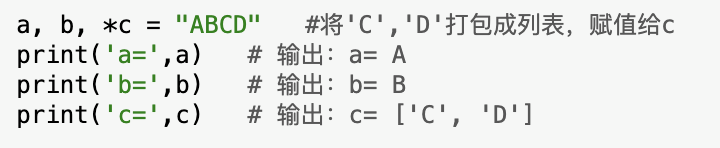 a, b, *c = "ABCD"   #将'C','D'打包成列表，赋值给c
print('a=',a)   # 输出：a= A
print('b=',b)   # 输出：b= B
print('c=',c)   # 输出：c= ['C', 'D']